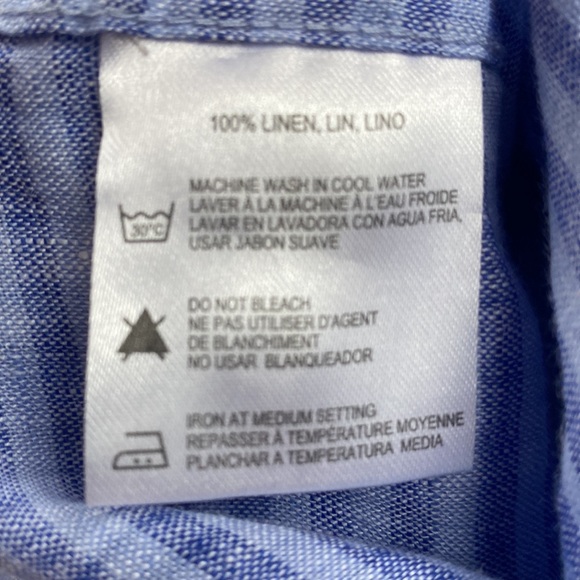 100% LINEN, LIN, LINO
MACHINE WASH IN COOL WATER
LAVER À LA MACHINE À L'EAU FROIDE
LAVAR EN LAVADORA CON AGUA FRIA.
USAR JABON SUAVE
30°C
DO NOT BLEACH
NE PAS UTILISER D'AGENT
DE BLANCHIMENT
NO USAR BLANQUEADOR
IRON AT MEDIUM SETTING
REPASSER À TEMPÉRATURE MOYENNE
PLANCHAR A TEMPERATURA MEDIA